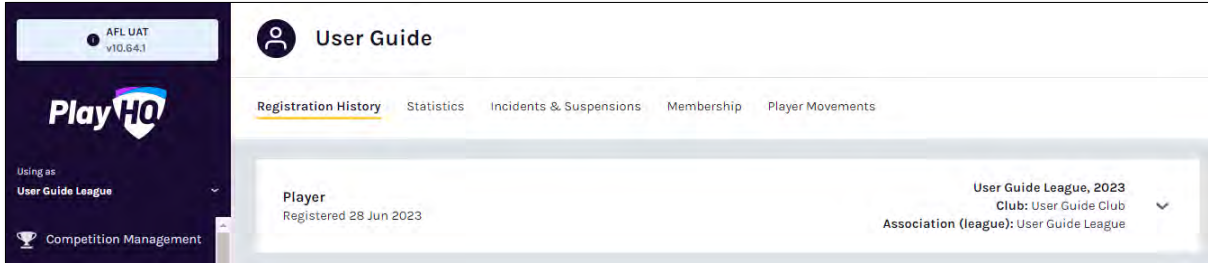 AFL UAT
v10.64.1
PlayHQ
Using as
User Guide League
Competition Management
User Guide
Registration History Statistics Incidents & Suspensions Membership Player Movements
Player
Registered 28 Jun 2023
User Guide League, 2023
Club: User Guide Club
Association (league): User Guide League